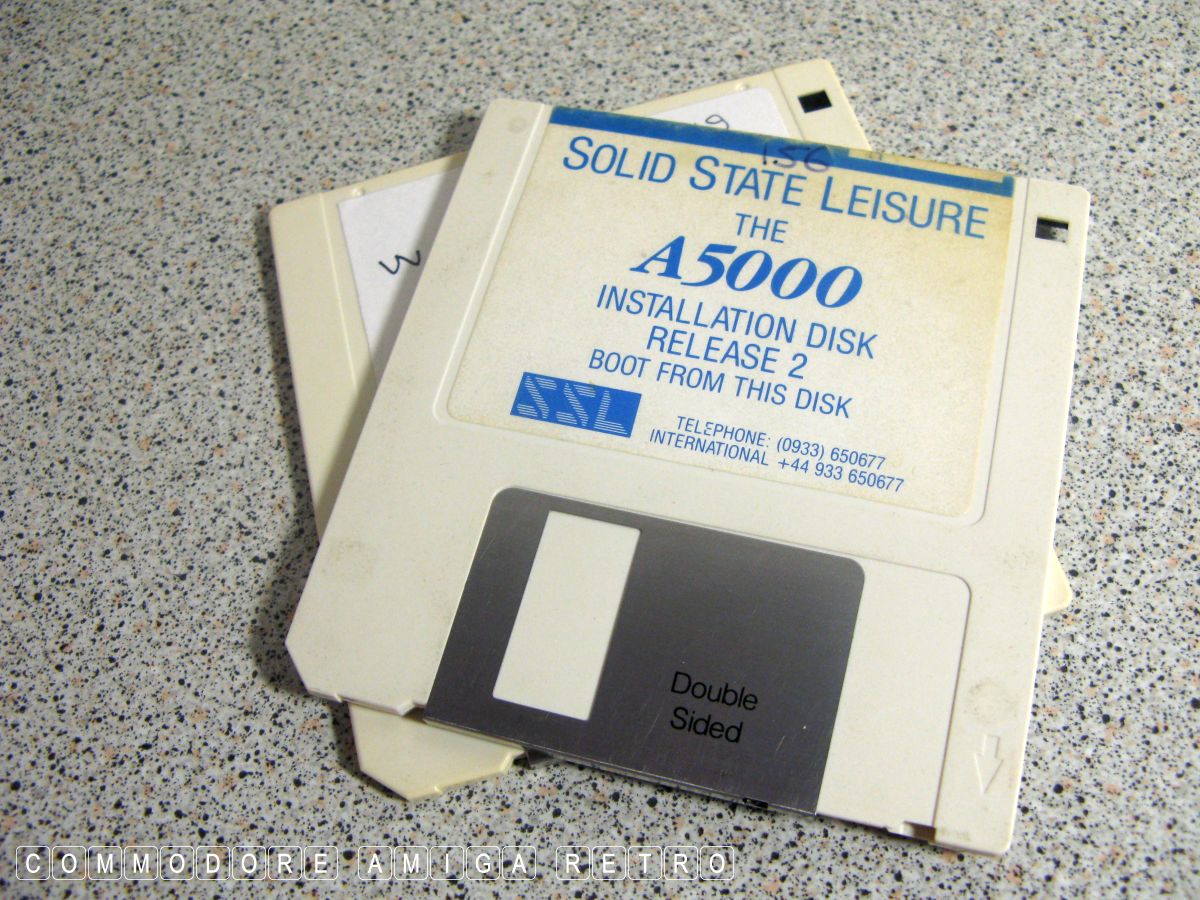 156
SOLID STATE LEISURE
THE
A5000
INSTALLATION DISK
RELEASE 2
BOOT FROM THIS DISK
SSL
TELEPHONE: (0933) 650677
INTERNATIONAL +44 933 650677
Double
Sided
COMMODORE AMIGA RETRO